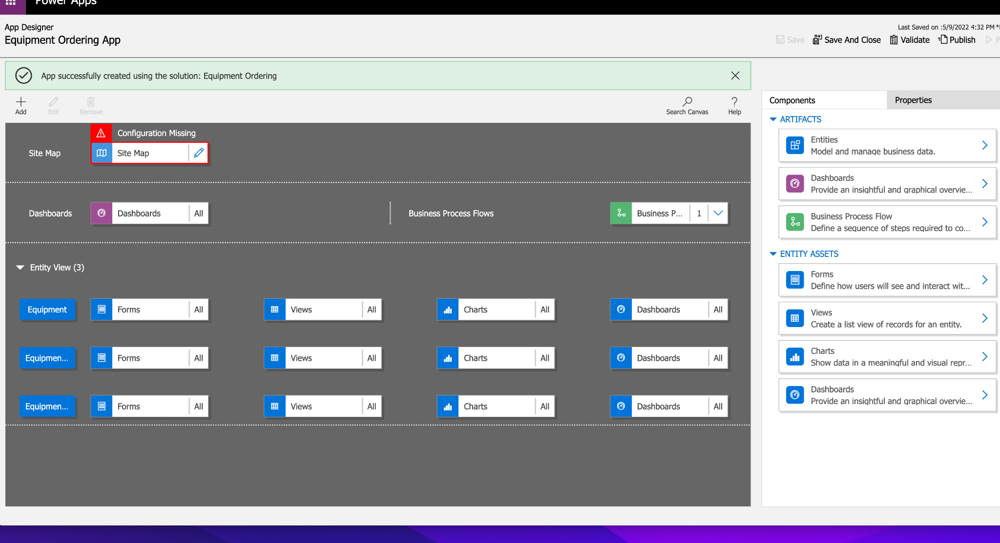 Power Apps
App Designer
Equipment Ordering App
Last Saved on :5/9/2022 4:32 PM *
Save
Save And Close
Validate
Publish
App successfully created using the solution: Equipment Ordering
Add
Edit
Remove
Search Canvas
Help
Configuration Missing
Site Map
Site Map
Dashboards
Dashboards All
Business Process Flows
Business P... 1
Entity View (3)
Equipment Forms All Views All Charts All Dashboards All
Equipmen... Forms All Views All Charts All Dashboards All
Equipmen... Forms All Views All Charts All Dashboards All
Components
Properties
ARTIFACTS
Entities
Model and manage business data.
Dashboards
Provide an insightful and graphical overvie...
Business Process Flow
Define a sequence of steps required to co...
ENTITY ASSETS
Forms
Define how users will see and interact wit...
Views
Create a list view of records for an entity.
Charts
Show data in a meaningful and visual repr...
Dashboards
Provide an insightful and graphical overvie...